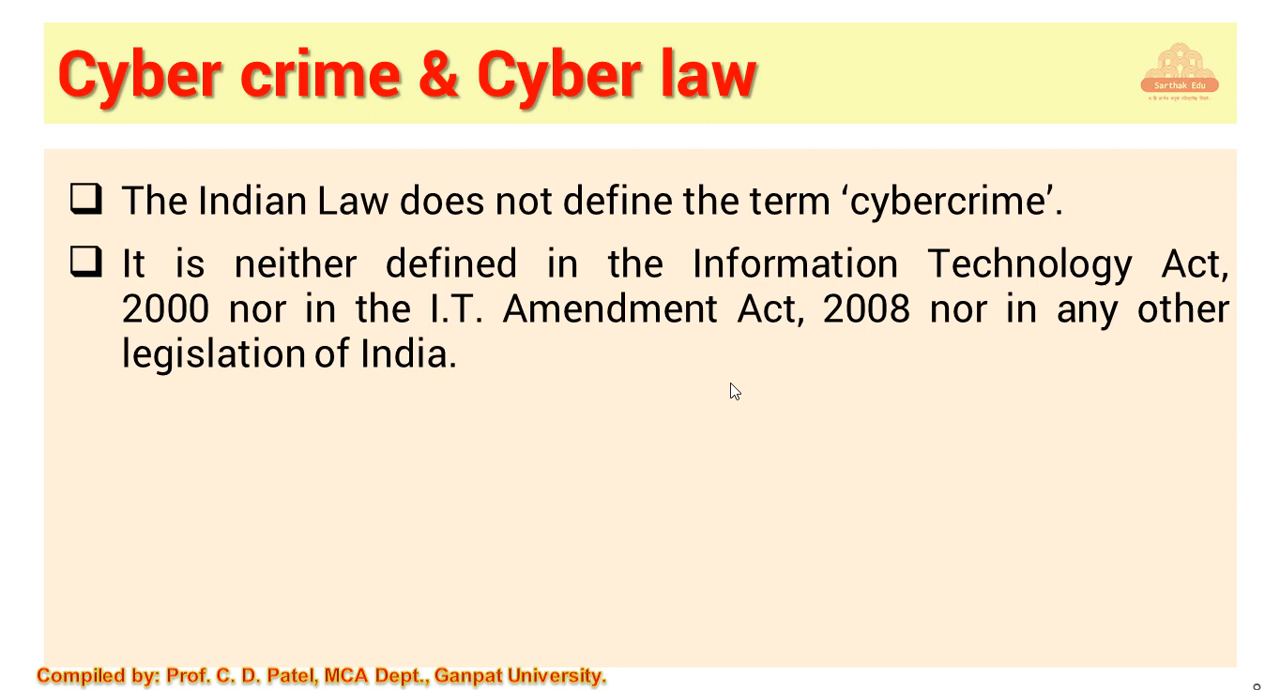 Cyber crime & Cyber law
Sarthak Edu
❑ The Indian Law does not define the term ‘cybercrime’.
❑ It is neither defined in the Information Technology Act,
2000 nor in the I.T. Amendment Act, 2008 nor in any other
legislation of India.
Compiled by: Prof. C. D. Patel, MCA Dept., Ganpat University.